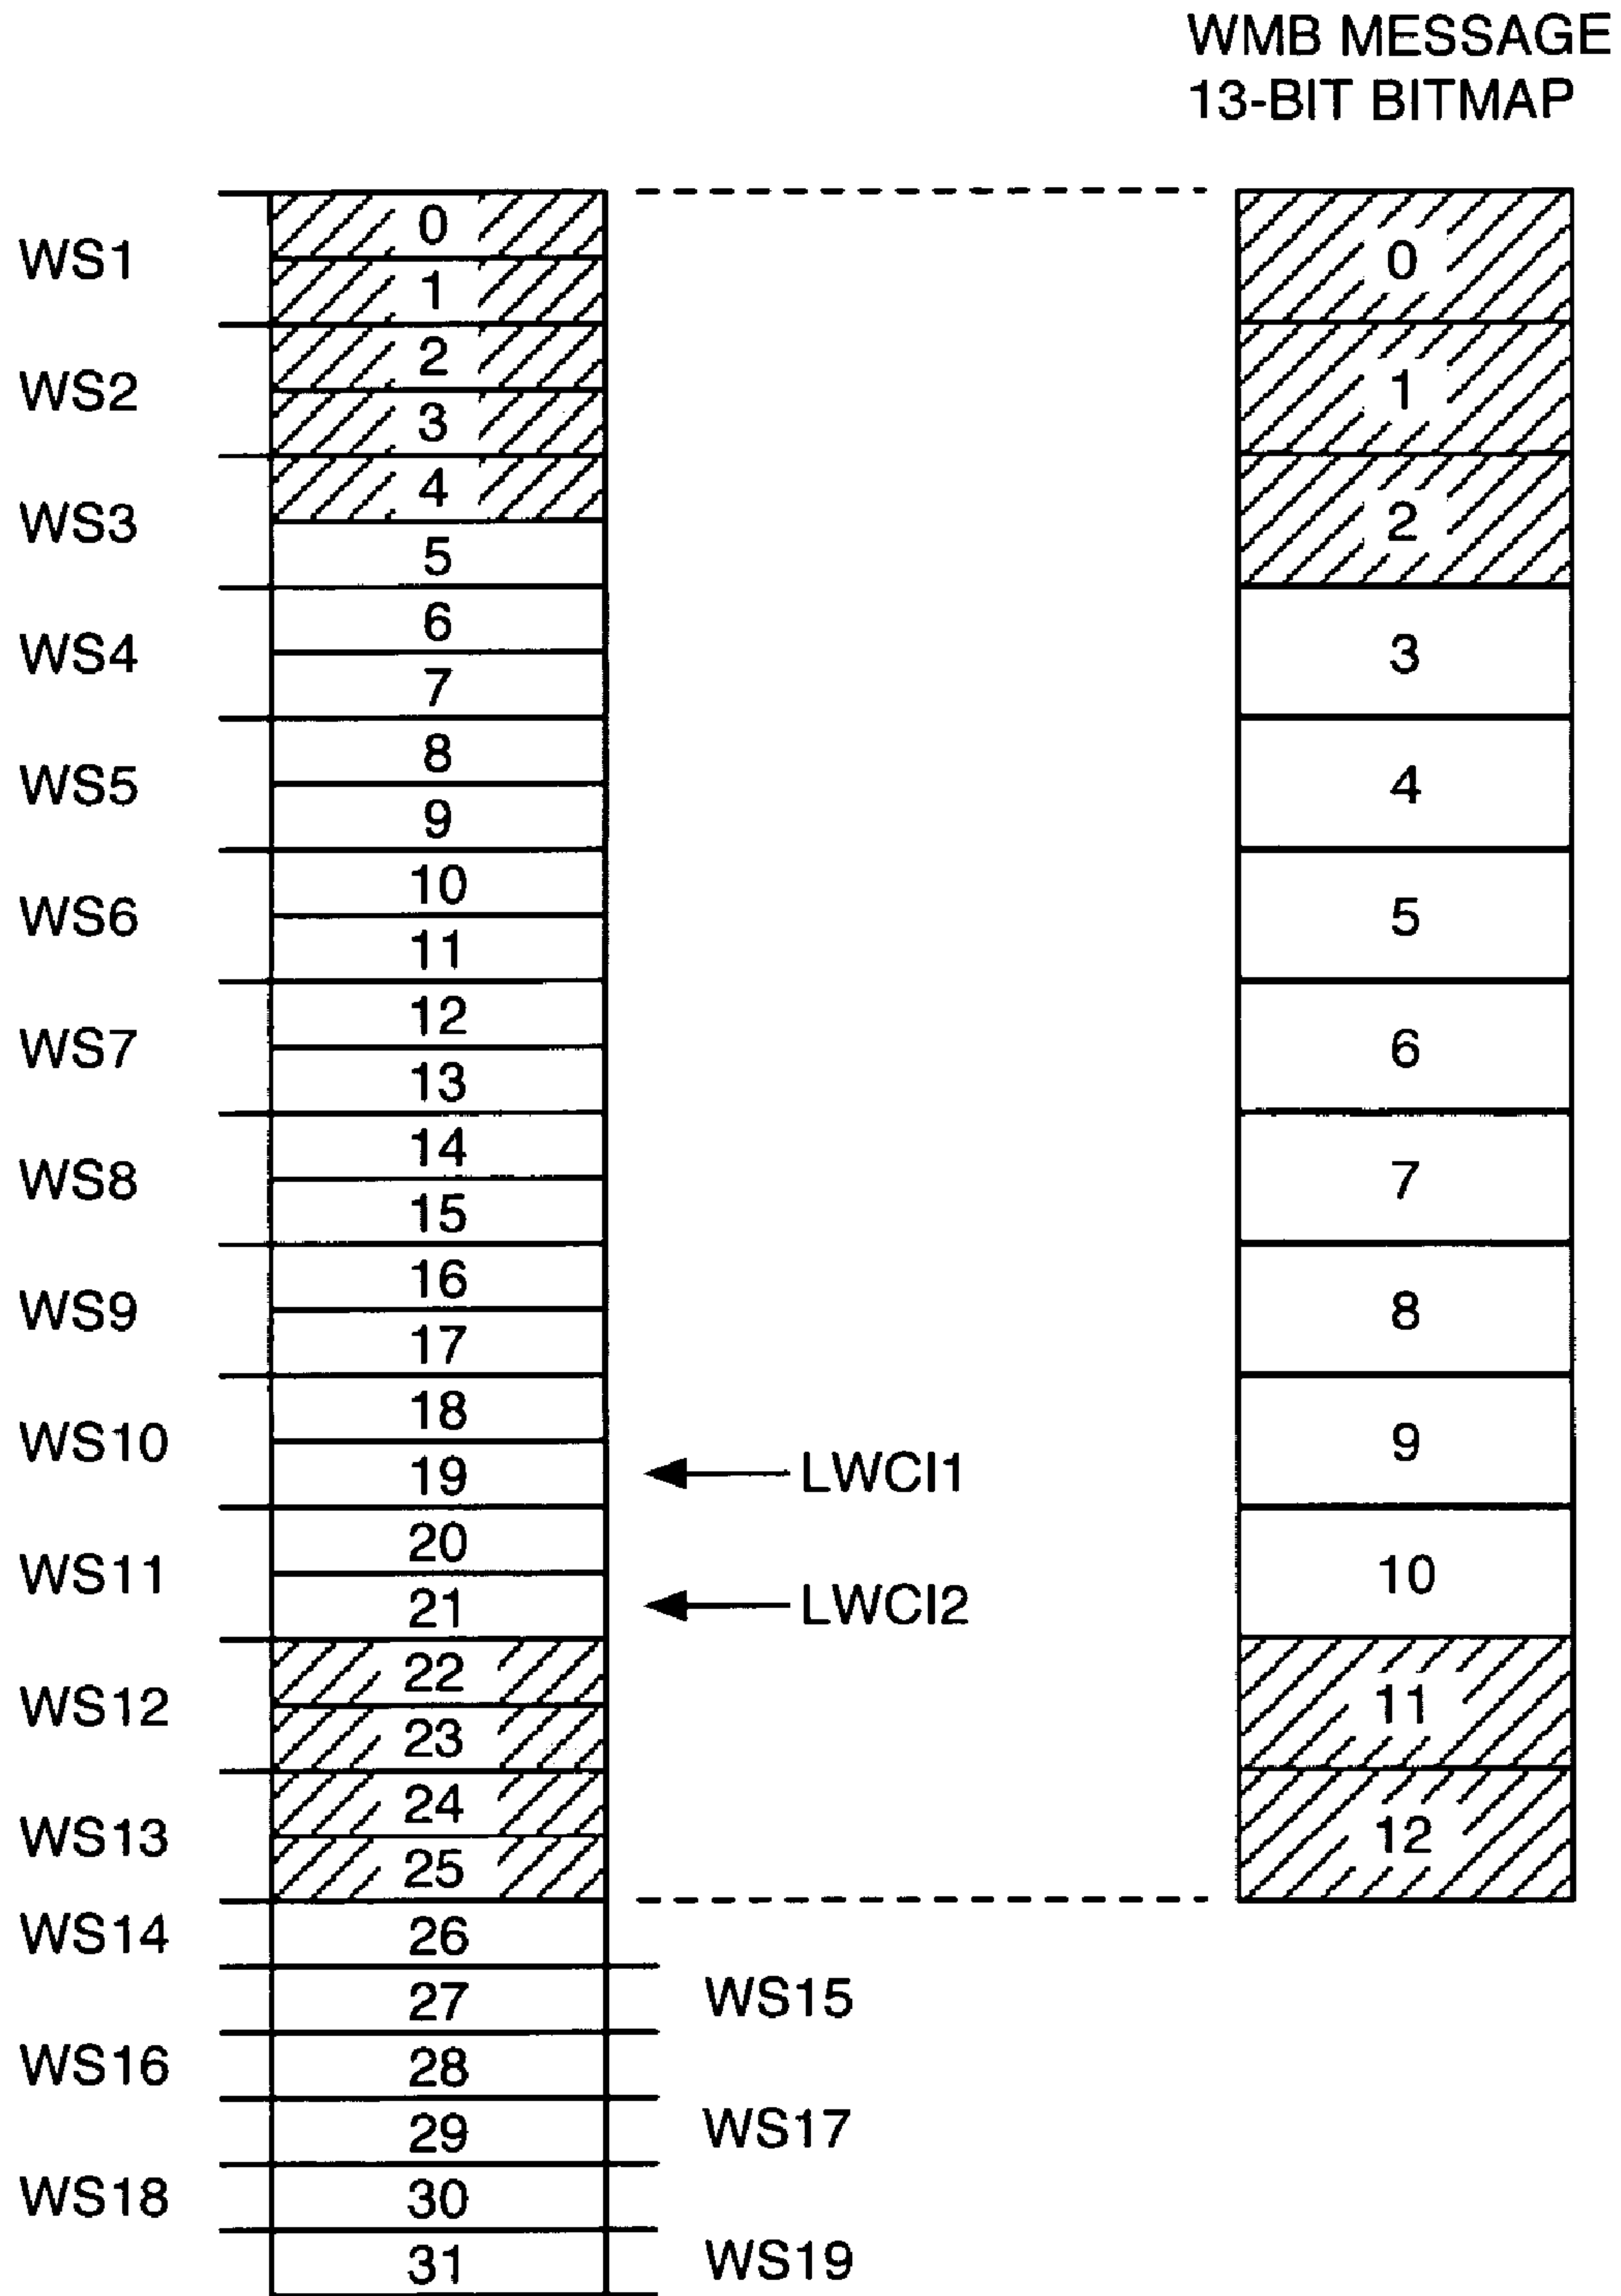 WMB MESSAGE
13-BIT BITMAP
WS1
0
1
WS2
2
3
WS3
4
5
WS4
6
7
WS5
8
9
WS6
10
11
WS7
12
13
WS8
14
15
WS9
16
17
WS10
18
19
LWCI1
WS11
20
21
LWCI2
WS12
22
23
WS13
24
25
WS14
26
27
WS15
WS16
28
29
WS17
WS18
30
31
WS19
0
1
2
3
4
5
6
7
8
9
10
11
12